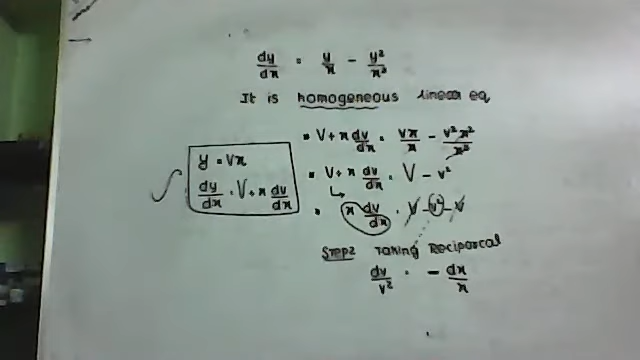 dy/dx = y/x - y²/x²
It is homogeneous linear eq
= V + x dv/dx = vx/x - v²x²/x²
y = vx
= V + x dv/dx = V - v²
dy/dx = V + x dv/dx
= x dv/dx = V - v² - V
Step2 Taking Reciporcal
dv/v² = - dx/x